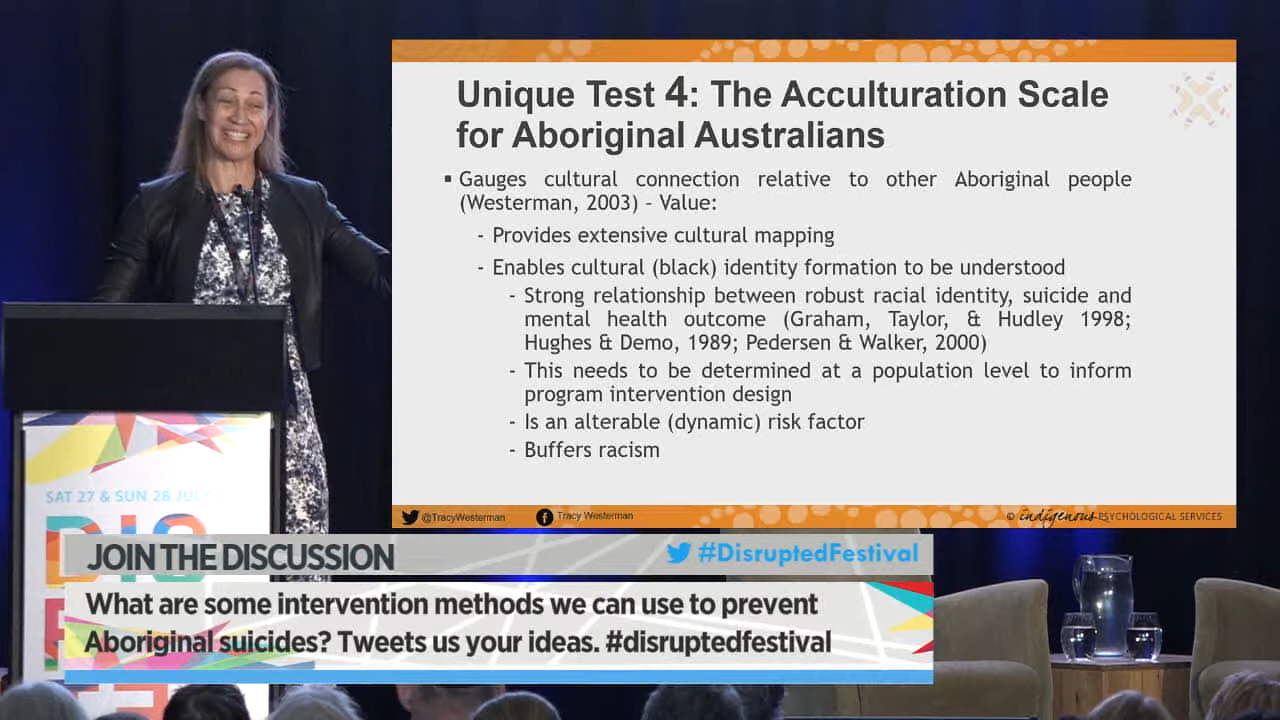 Unique Test 4: The Acculturation Scale
for Aboriginal Australians
▪ Gauges cultural connection relative to other Aboriginal people
(Westerman, 2003) – Value:
- Provides extensive cultural mapping
- Enables cultural (black) identity formation to be understood
- Strong relationship between robust racial identity, suicide and
mental health outcome (Graham, Taylor, & Hudley 1998;
Hughes & Demo, 1989; Pedersen & Walker, 2000)
- This needs to be determined at a population level to inform
program intervention design
- Is an alterable (dynamic) risk factor
- Buffers racism
@TracyWesterman
Tracy Westerman
© indigenous PSYCHOLOGICAL SERVICES
SAT 27 & SUN 28 JULY
DIS
JOIN THE DISCUSSION
#DisruptedFestival
What are some intervention methods we can use to prevent
Aboriginal suicides? Tweets us your ideas. #disruptedfestival